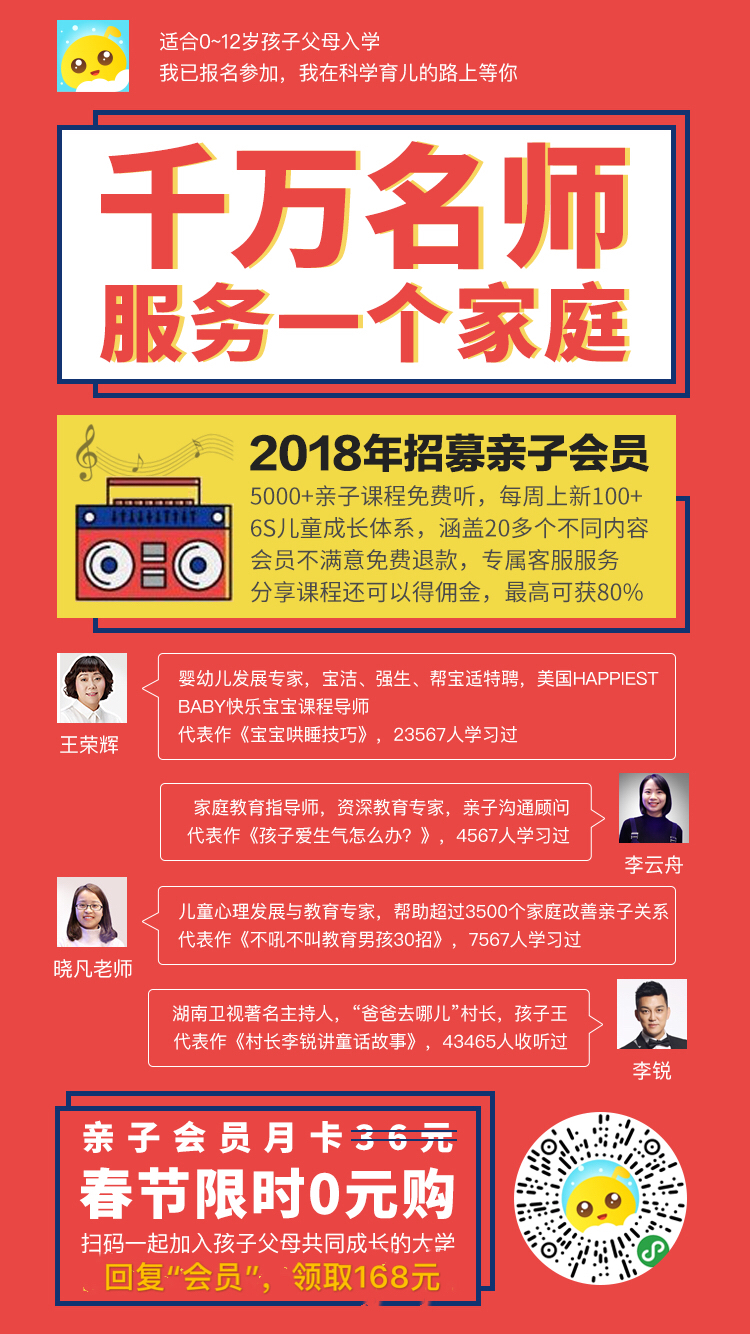 适合0~12岁孩子父母入学
我已报名参加，我在科学育儿的路上等你
千万名师
服务一个家庭
2018年招募亲子会员
5000+亲子课程免费听，每周上新100+
6S儿童成长体系，涵盖20多个不同内容
会员不满意免费退款，专属客服服务
分享课程还可以得佣金，最高可获80%
婴幼儿发展专家，宝洁、强生、帮宝适特聘，美国HAPPIEST
BABY快乐宝宝课程导师
代表作《宝宝哄睡技巧》，23567人学习过
王荣辉
家庭教育指导师，资深教育专家，亲子沟通顾问
代表作《孩子爱生气怎么办？》，4567人学习过
李云舟
儿童心理发展与教育专家，帮助超过3500个家庭改善亲子关系
代表作《不吼不叫教育男孩30招》，7567人学习过
晓凡老师
湖南卫视著名主持人，“爸爸去哪儿”村长，孩子王
代表作《村长李锐讲童话故事》，43465人收听过
李锐
亲子会员月卡36元
春节限时0元购
扫码一起加入孩子父母共同成长的大学
回复“会员”，领取168元